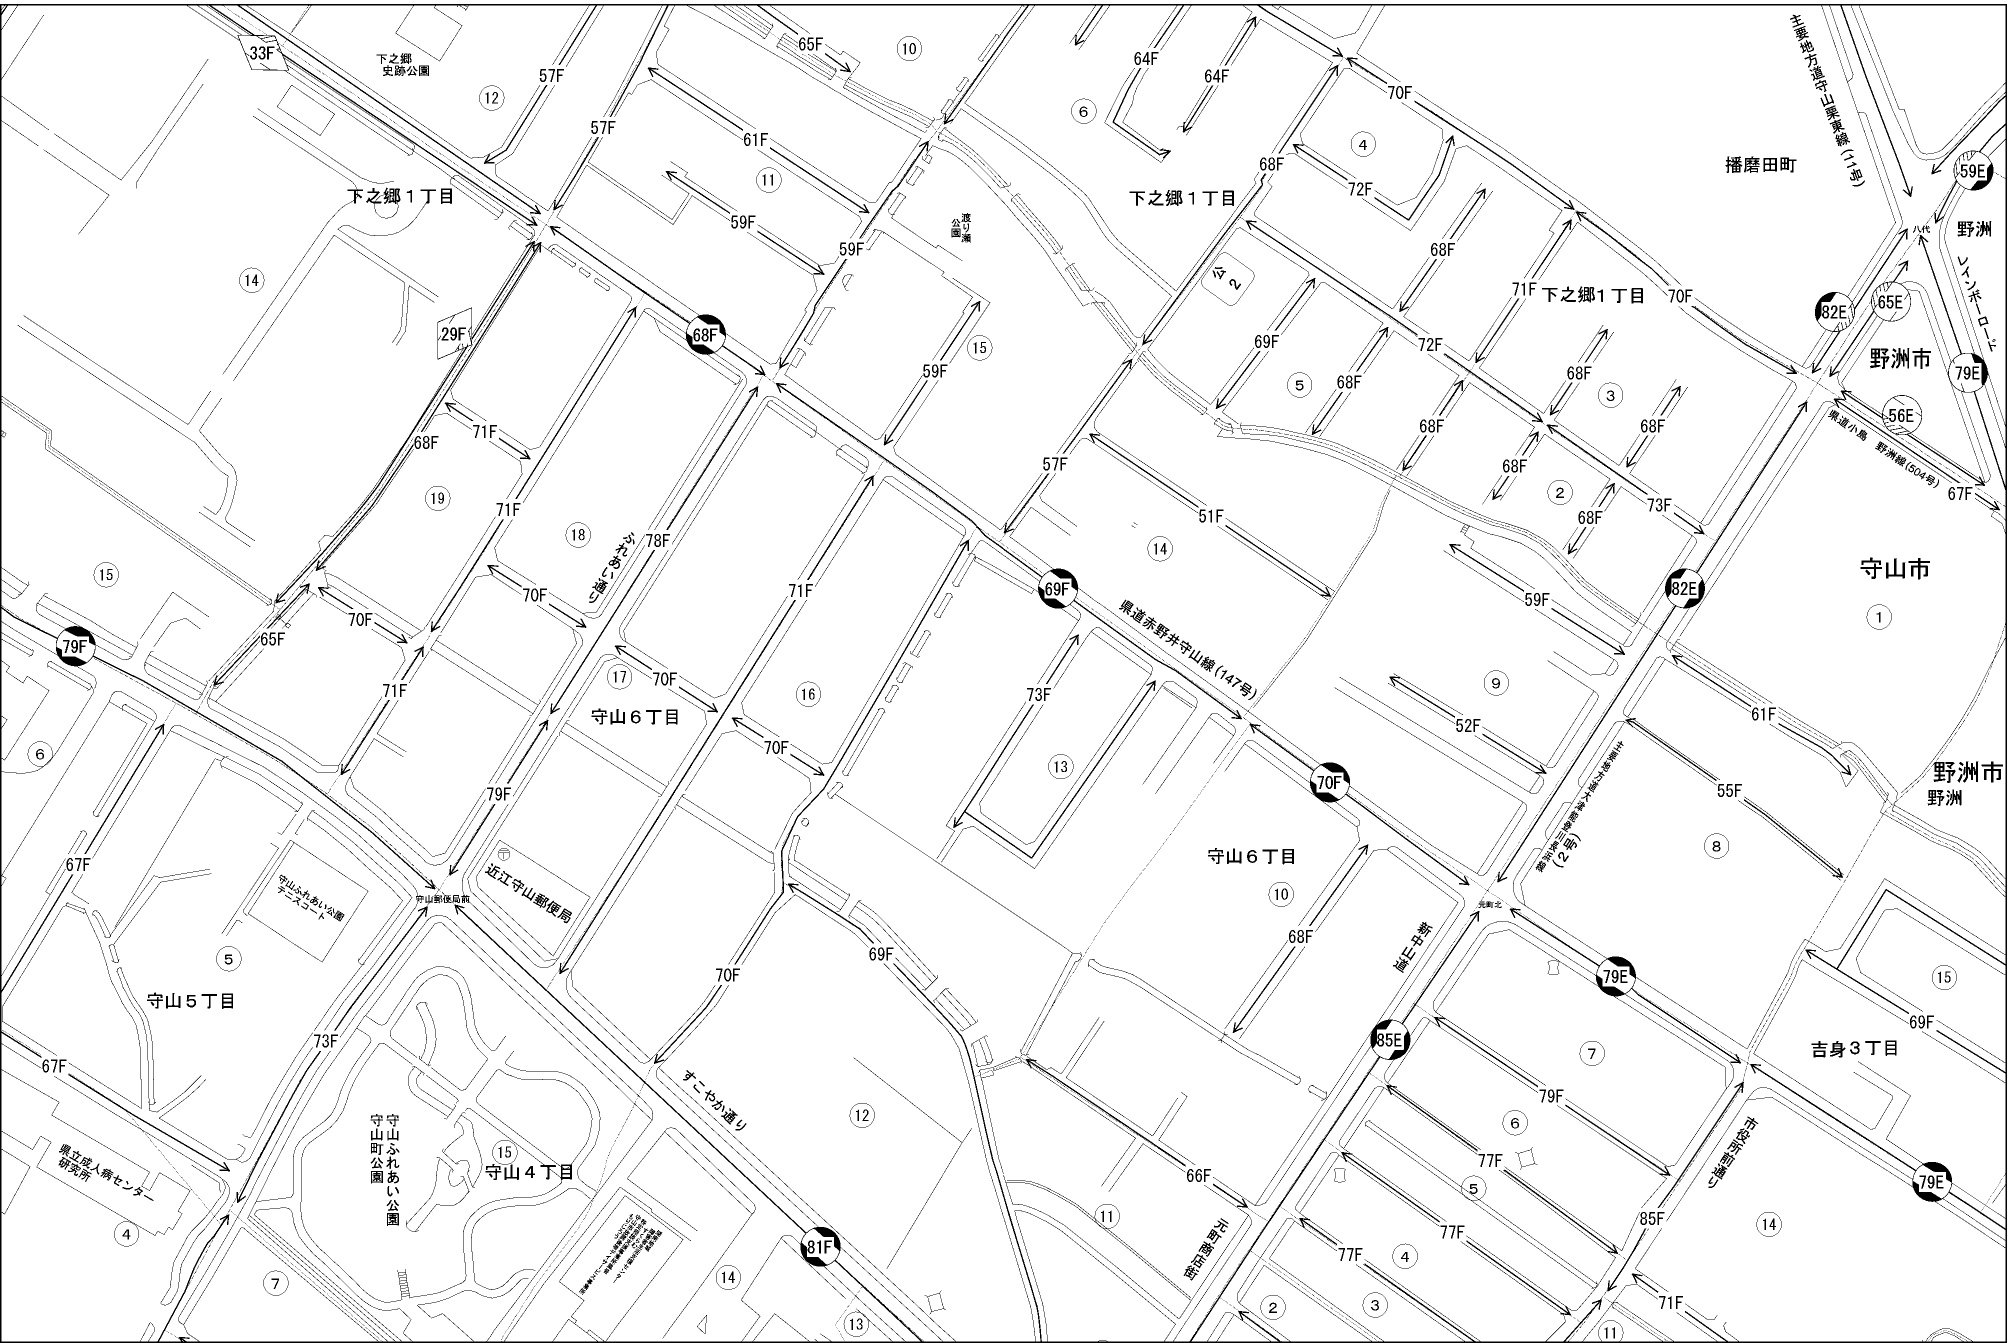 33F
下之郷
史跡公園
57F
⑫
65F
⑩
64F
64F
⑥
70F
主要地方道守山栗東線(11号)
57F
61F
⑪
68F
④
72F
播磨田町
59E
野洲
下之郷１丁目
59F
59F
渡り瀬
公園
下之郷１丁目
68F
八代
レインボーロード
⑭
公
2
71F
下之郷１丁目
70F
82E
65E
29F
68F
⑮
69F
72F
野洲市
79E
59F
⑤
68F
68F
③
56E
71F
68F
68F
68F
県道小島野洲線(504号)
67F
57F
68F
⑲
②
73F
71F
51F
68F
⑱
ふれあい通り
78F
⑭
守山市
⑮
70F
71F
69F
59F
82E
①
70F
県道赤野井守山線(147号)
79F
65F
71F
⑰
70F
⑯
73F
⑨
守山６丁目
61F
52F
⑥
70F
⑬
70F
主要地方道大津能登川長浜線
(2号)
野洲市
野洲
79F
55F
67F
近江守山郵便局
守山６丁目
⑧
守山ふれあい公園
テニスコート
守山郵便局前
⑩
元町北
68F
新中山道
⑤
69F
70F
79E
⑮
守山５丁目
69F
73F
85E
吉身３丁目
67F
⑦
79F
すこやか通り
⑫
守山ふれあい公園
守山町公園
⑥
市役所前通り
県立成人病センター
研究所
⑮
守山４丁目
77F
66F
⑤
79E
④
⑪
77F
85F
⑭
81F
元町商店街
77F
④
⑦
⑭
②
③
71F
⑬
⑪